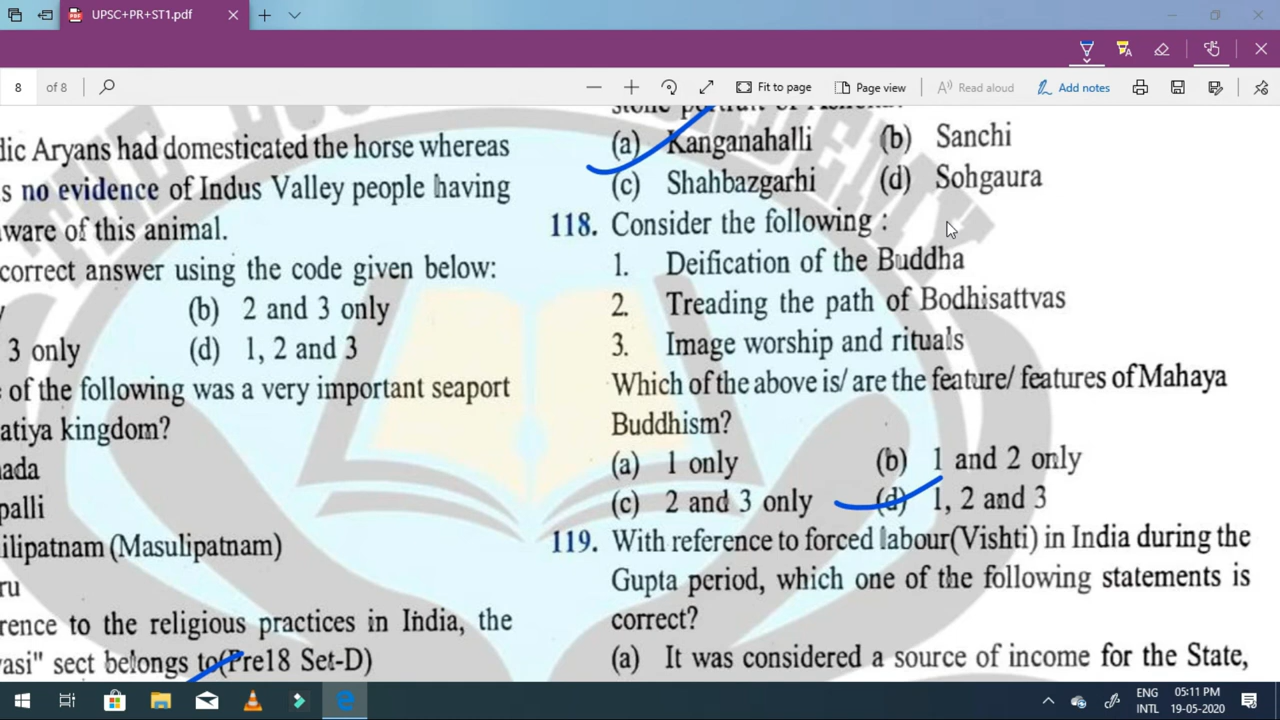 UPSC+PR+ST1.pdf
8 of 8
Fit to page
Page view
Read aloud
Add notes
dic Aryans had domesticated the horse whereas
s no evidence of Indus Valley people having
ware of this animal.
correct answer using the code given below:
(b) 2 and 3 only
3 only (d) 1, 2 and 3
of the following was a very important seaport
atiya kingdom?
ada
palli
ilipatnam (Masulipatnam)
ru
rence to the religious practices in India, the
asi" sect belongs to(Pre18 Set-D)
(a) Kanganahalli (b) Sanchi
(c) Shahbazgarhi (d) Sohgaura
118. Consider the following :
1. Deification of the Buddha
2. Treading the path of Bodhisattvas
3. Image worship and rituals
Which of the above is/ are the feature/ features of Mahaya
Buddhism?
(a) 1 only (b) 1 and 2 only
(c) 2 and 3 only (d) 1, 2 and 3
119. With reference to forced labour(Vishti) in India during the
Gupta period, which one of the following statements is
correct?
(a) It was considered a source of income for the State,
ENG
INTL
05:11 PM
19-05-2020